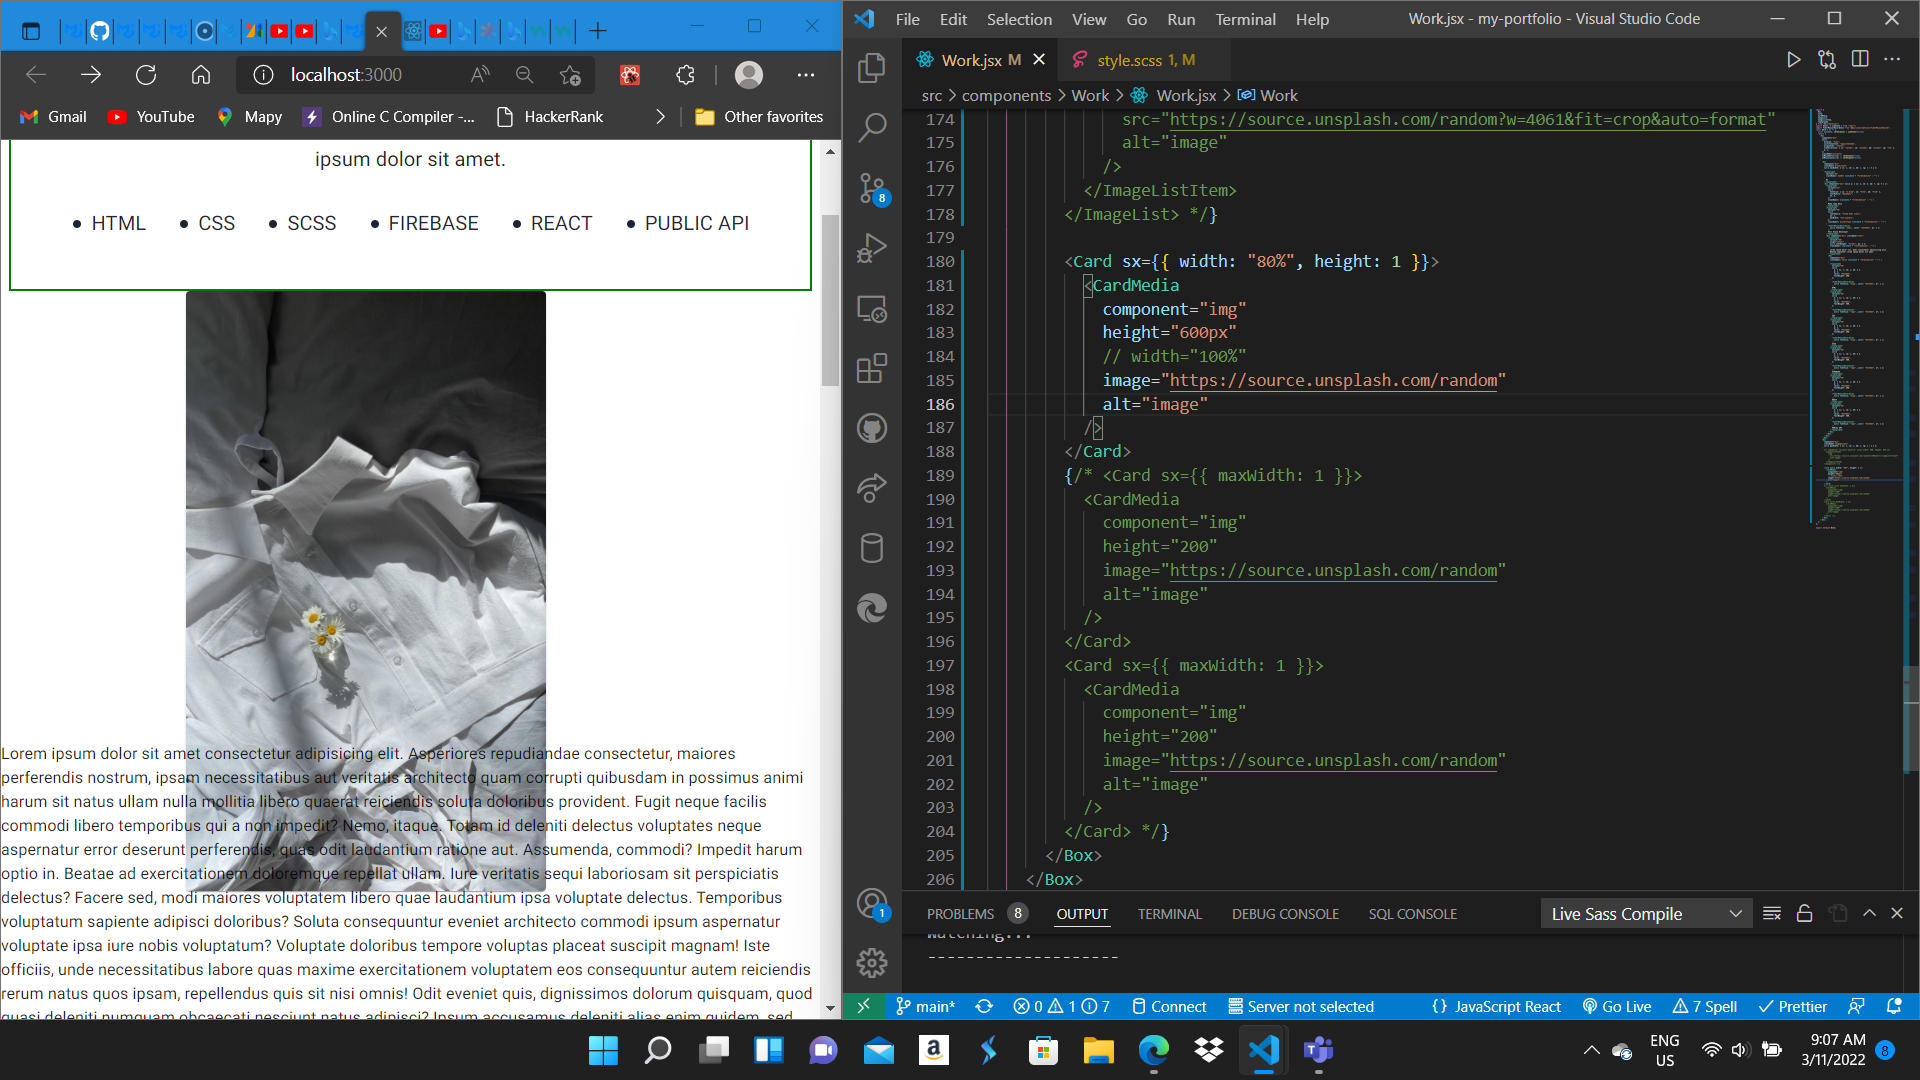 localhost:3000
Gmail
YouTube
Mapy
Online C Compiler -...
HackerRank
Other favorites
ipsum dolor sit amet.
HTML
CSS
SCSS
FIREBASE
REACT
PUBLIC API
Lorem ipsum dolor sit amet consectetur adipisicing elit. Asperiores repudiandae consectetur, maiores
perferendis nostrum, ipsam necessitatibus aut veritatis architecto quam corrupti quibusdam in possimus animi
harum sit natus ullam nulla mollitia libero quaerat reiciendis soluta doloribus provident. Fugit neque facilis
commodi libero temporibus qui a non impedit? Nemo, itaque. Totam id deleniti delectus voluptates neque
aspernatur error deserunt perferendis, quas odit laudantium ratione aut. Assumenda, commodi? Impedit harum
optio in. Beatae ad exercitationem doloremque repellat ullam. Iure veritatis sequi laboriosam sit perspiciatis
delectus? Facere sed, modi maiores voluptatem libero quae laudantium ipsa voluptate delectus. Temporibus
voluptatum sapiente adipisci doloribus? Soluta consequuntur eveniet architecto commodi ipsum aspernatur
voluptate ipsa iure nobis voluptatum? Voluptate doloribus tempore voluptas placeat suscipit magnam! Iste
officiis, unde necessitatibus labore quas maxime exercitationem voluptatem eos consequuntur autem reiciendis
rerum natus quos ipsam, repellendus quis sit nisi omnis! Odit eveniet quis, dignissimos dolorum quisquam, quod
quasi deleniti numquam obcaecati nesciunt natus adipisci? Ipsum accusamus deleniti alias enim quidem, sed
File Edit Selection View Go Run Terminal Help
Work.jsx - my-portfolio - Visual Studio Code
Work.jsx M
style.scss 1, M
src > components > Work > Work.jsx > Work
174 src="https://source.unsplash.com/random?w=4061&fit=crop&auto=format"
175 alt="image"
176 />
177 </ImageListItem>
178 </ImageList> */}
179
180 <Card sx={{ width: "80%", height: 1 }}>
181 <CardMedia
182 component="img"
183 height="600px"
184 // width="100%"
185 image="https://source.unsplash.com/random"
186 alt="image"
187 />
188 </Card>
189 {/* <Card sx={{ maxWidth: 1 }}>
190 <CardMedia
191 component="img"
192 height="200"
193 image="https://source.unsplash.com/random"
194 alt="image"
195 />
196 </Card>
197 <Card sx={{ maxWidth: 1 }}>
198 <CardMedia
199 component="img"
200 height="200"
201 image="https://source.unsplash.com/random"
202 alt="image"
203 />
204 </Card> */}
205 </Box>
206 </Box>
8
1
PROBLEMS 8 OUTPUT TERMINAL DEBUG CONSOLE SQL CONSOLE
Live Sass Compile
Watching...
--------------------
main* 0 1 7 Connect Server not selected
{} JavaScript React Go Live 7 Spell Prettier
ENG
US
9:07 AM
3/11/2022
8